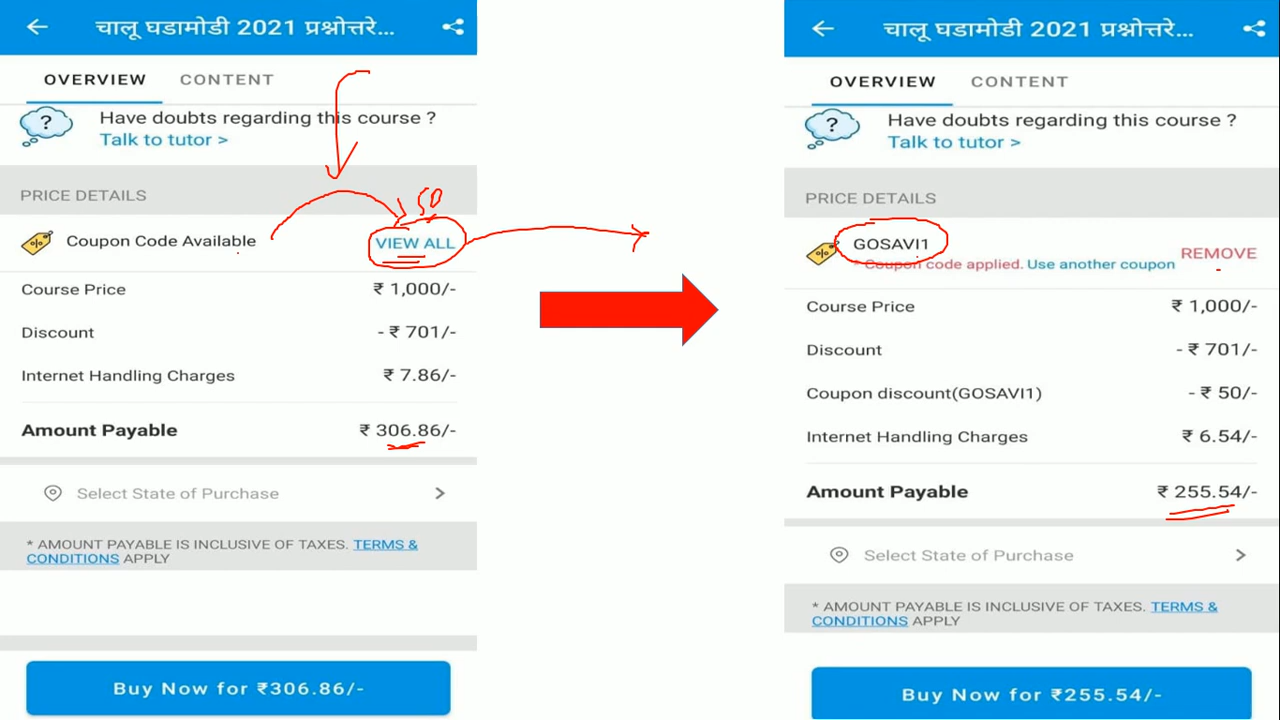 चालू घडामोडी 2021 प्रश्नोत्तरे...
OVERVIEW CONTENT
Have doubts regarding this course ?
Talk to tutor >
PRICE DETAILS
50
Coupon Code Available VIEW ALL
Course Price ₹ 1,000/-
Discount - ₹ 701/-
Internet Handling Charges ₹ 7.86/-
Amount Payable ₹ 306.86/-
Select State of Purchase
* AMOUNT PAYABLE IS INCLUSIVE OF TAXES. TERMS &
CONDITIONS APPLY
Buy Now for ₹306.86/-
चालू घडामोडी 2021 प्रश्नोत्तरे...
OVERVIEW CONTENT
Have doubts regarding this course ?
Talk to tutor >
PRICE DETAILS
GOSAVI1
* Coupon code applied. Use another coupon REMOVE
Course Price ₹ 1,000/-
Discount - ₹ 701/-
Coupon discount(GOSAVI1) - ₹ 50/-
Internet Handling Charges ₹ 6.54/-
Amount Payable ₹ 255.54/-
Select State of Purchase
* AMOUNT PAYABLE IS INCLUSIVE OF TAXES. TERMS &
CONDITIONS APPLY
Buy Now for ₹255.54/-